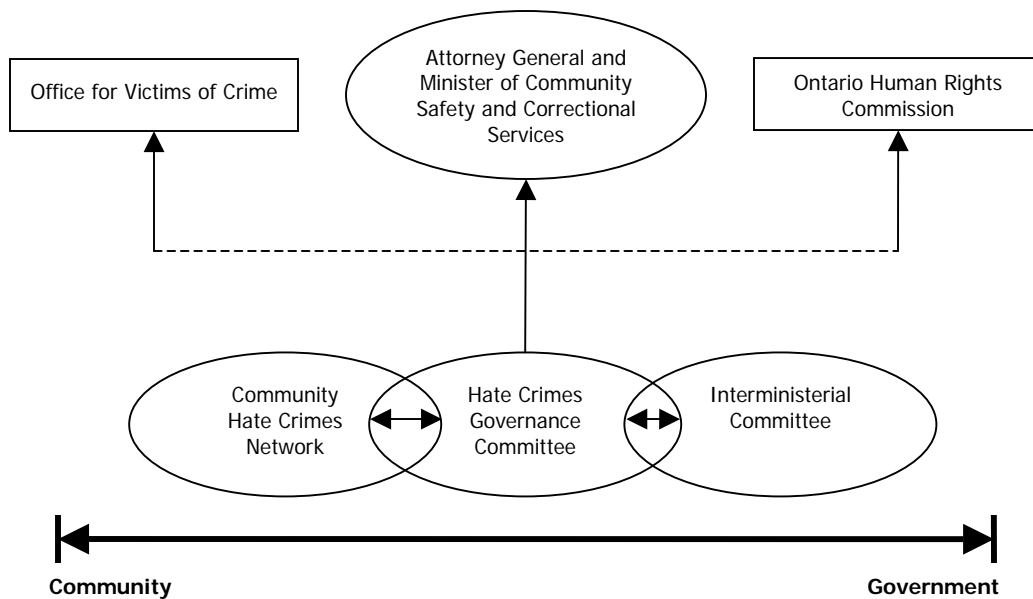 Office for Victims of Crime
Attorney General and
Minister of Community
Safety and Correctional
Services
Ontario Human Rights
Commission
Community
Hate Crimes
Network
Hate Crimes
Governance
Committee
Interministerial
Committee
Community
Government